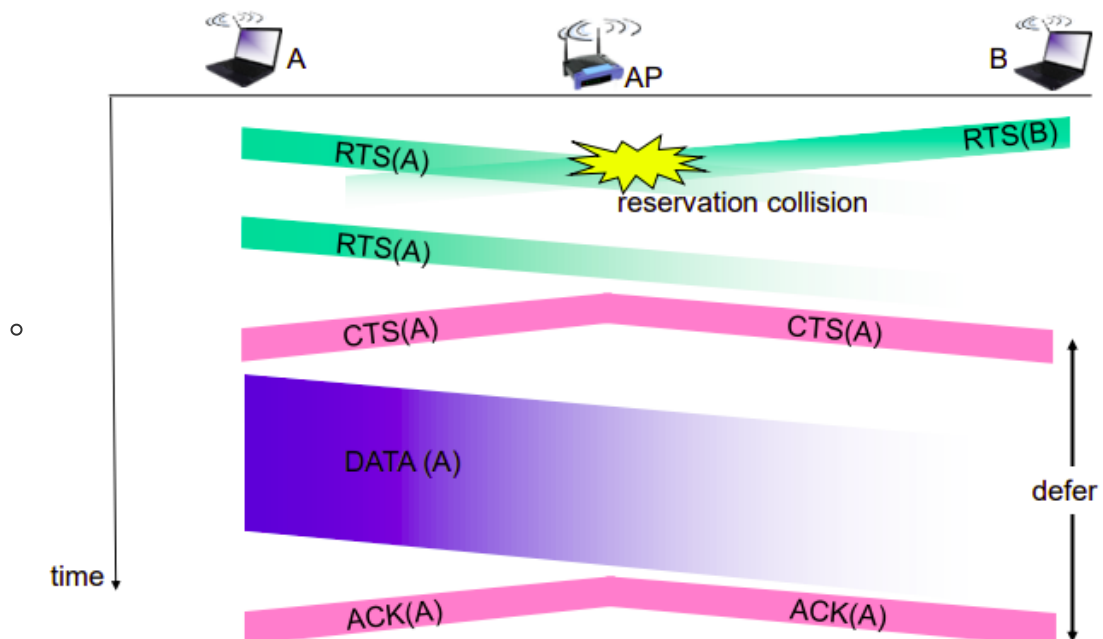 A
AP
B
RTS(A)
RTS(B)
reservation collision
RTS(A)
CTS(A)
CTS(A)
DATA (A)
defer
time
ACK(A)
ACK(A)